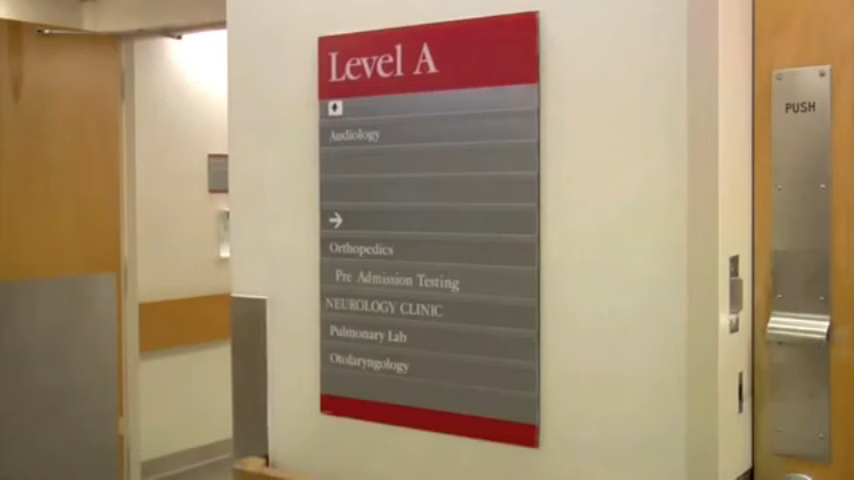 Level A
Audiology
→
Orthopedics
Pre Admission Testing
NEUROLOGY CLINIC
Pulmonary Lab
Otolaryngology
PUSH